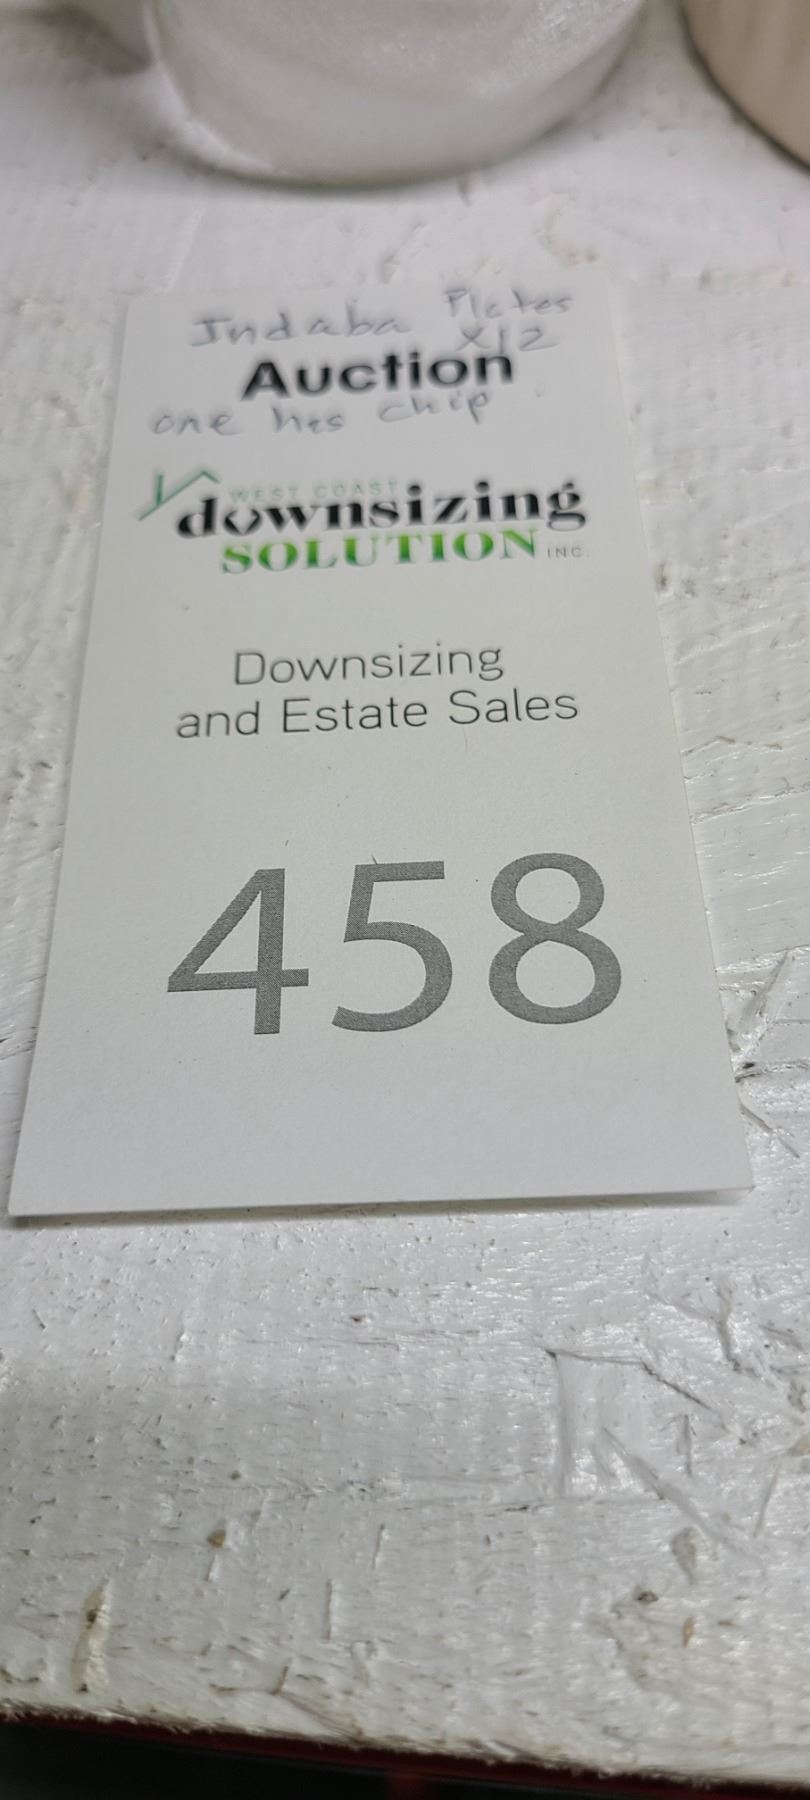 Indaba Plates
x12
Auction
one has chip
WEST COAST
downsizing
SOLUTION INC.
Downsizing
and Estate Sales
458